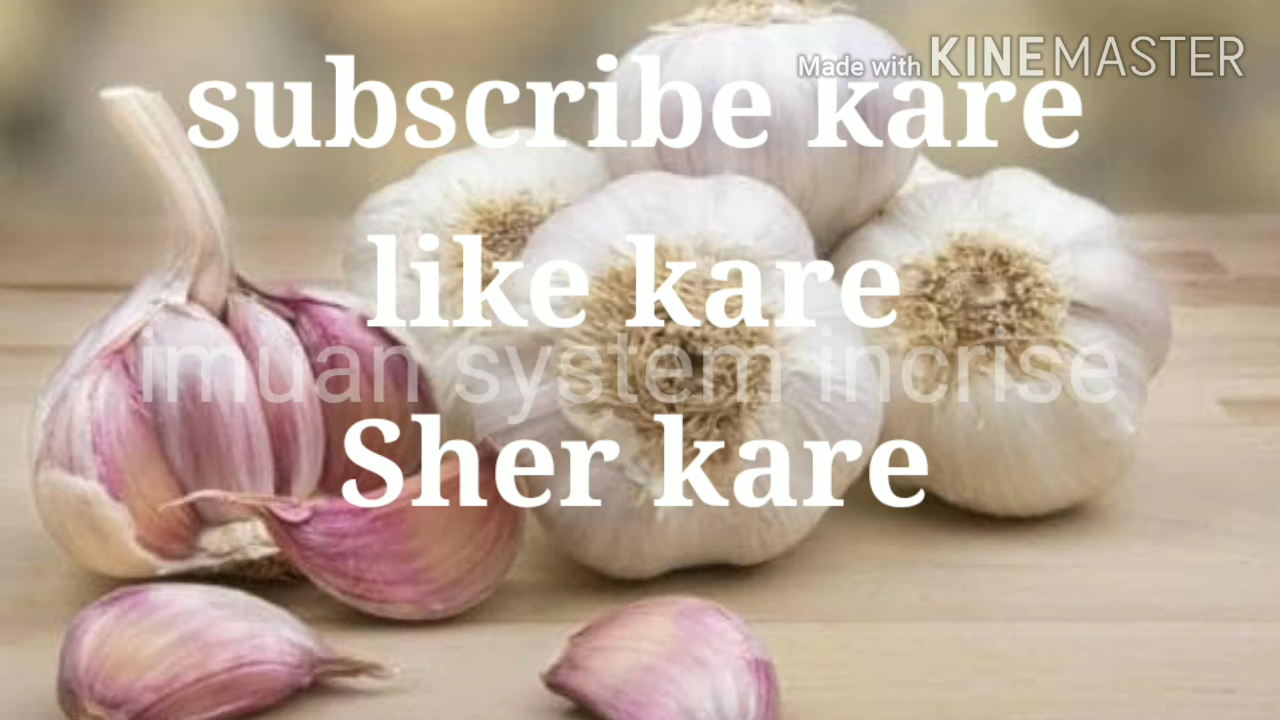 Made with KINEMASTER
subscribe kare
like kare
imuan system incrise
Sher kare